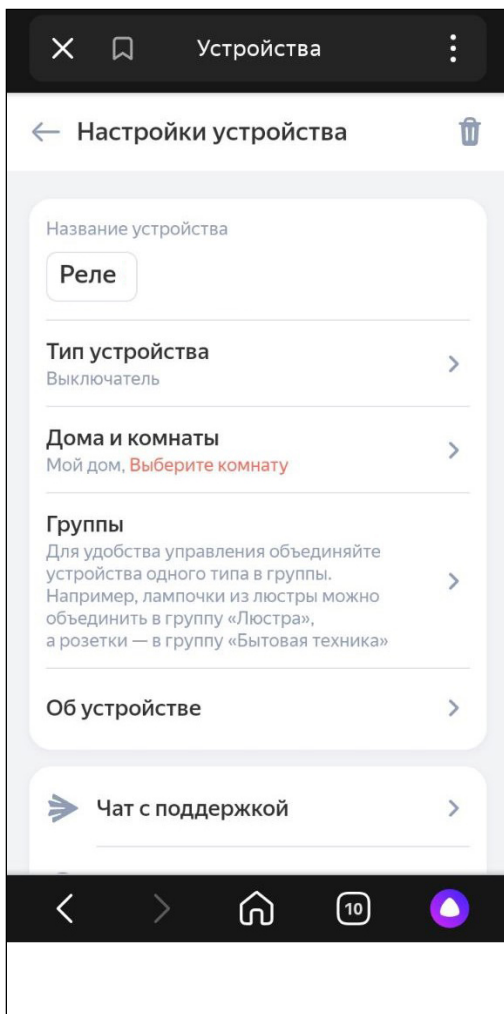 Устройства
Настройки устройства
Название устройства
Реле
Тип устройства
Выключатель
Дома и комнаты
Мой дом, Выберите комнату
Группы
Для удобства управления объединяйте
устройства одного типа в группы.
Например, лампочки из люстры можно
объединить в группу «Люстра»,
а розетки — в группу «Бытовая техника»
Об устройстве
Чат с поддержкой
10